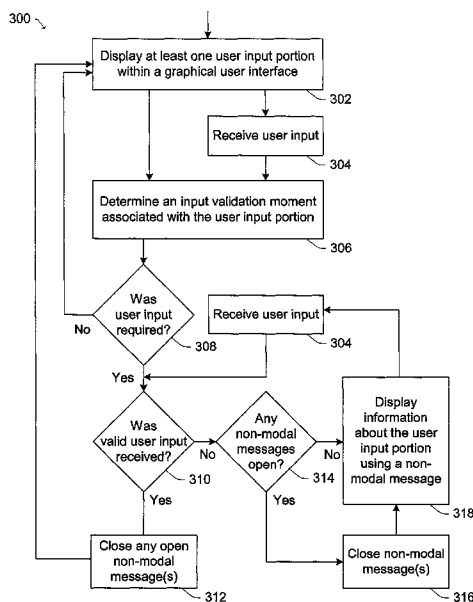 300
Display at least one user input portion
within a graphical user interface
302
Receive user input
304
Determine an input validation moment
associated with the user input portion
306
Was
user input
required?
308
No
Yes
Receive user input
304
Was
valid user input
received?
310
No
Yes
Any
non-modal
messages
open?
314
No
Yes
Display
information
about the user
input portion
using a non-
modal message
318
Close any open
non-modal
message(s)
312
Close non-modal
messages
316